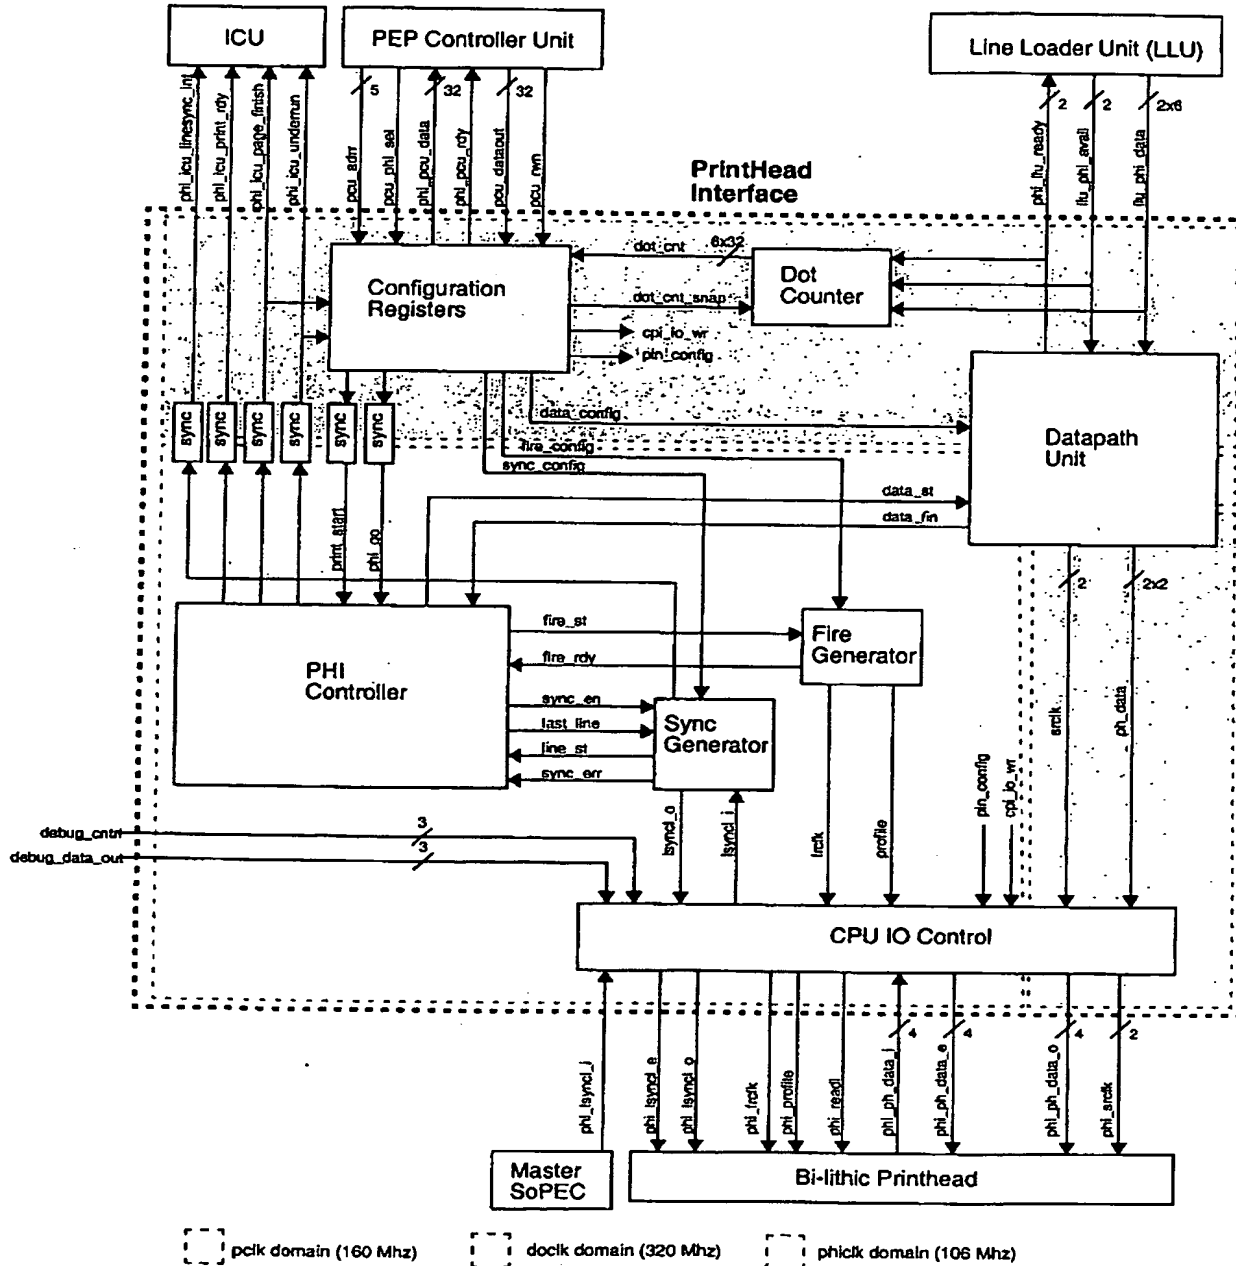 ICU
PEP Controller Unit
Line Loader Unit (LLU)
phi_icu_linesync_int
phi_icu_print_rdy
phi_icu_page_finish
phi_icu_underrun
5
32
32
pcu_adrr
pcu_phi_sel
phi_pcu_data
phi_pcu_rdy
pcu_dataout
pcu_rwn
2
2
2x6
phi_llu_ready
llu_phi_avail
llu_phi_data
PrintHead
Interface
Configuration
Registers
dot_cnt
6x32
dot_cnt_snap
cpi_io_wr
pin_config
Dot
Counter
sync
sync
sync
sync
sync
sync
data_config
fire_config
sync_config
Datapath
Unit
data_st
data_fin
print_start
phi_go
2
2x2
PHI
Controller
fire_st
fire_rdy
Fire
Generator
sync_en
last_line
line_st
sync_err
Sync
Generator
srclk
ph_data
lsyncl_o
lsyncl_i
frclk
profile
pin_config
cpi_io_wr
debug_cntrl
3
debug_data_out
3
CPU IO Control
4
4
4
2
phi_lsyncl_i
phi_lsyncl_e
phi_lsyncl_o
phi_frclk
phi_profile
phi_readl
phi_ph_data_i
phi_ph_data_e
phi_ph_data_o
phi_srclk
Master
SoPEC
Bi-lithic Printhead
pclk domain (160 Mhz)
doclk domain (320 Mhz)
phiclk domain (106 Mhz)